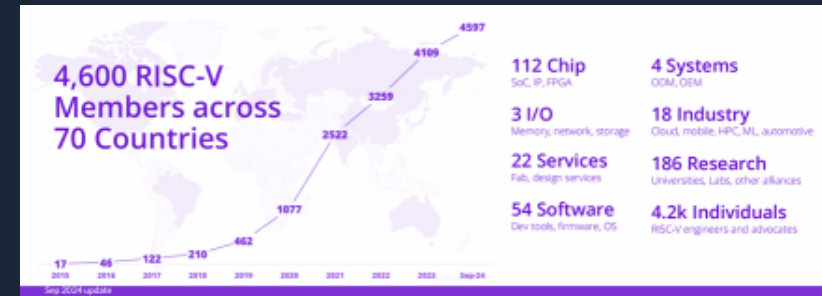 4,600 RISC-V
Members across
70 Countries
17
46
122
210
462
1077
2522
3259
4109
4597
2015
2016
2017
2018
2019
2020
2021
2022
2023
Sep-24
112 Chip
SoC, IP, FPGA
3 I/O
Memory, network, storage
22 Services
Fab, design services
54 Software
Dev tools, firmware, OS
4 Systems
ODM, OEM
18 Industry
Cloud, mobile, HPC, ML, automotive
186 Research
Universities, Labs, other alliances
4.2k Individuals
RISC-V engineers and advocates
Sep 2024 update